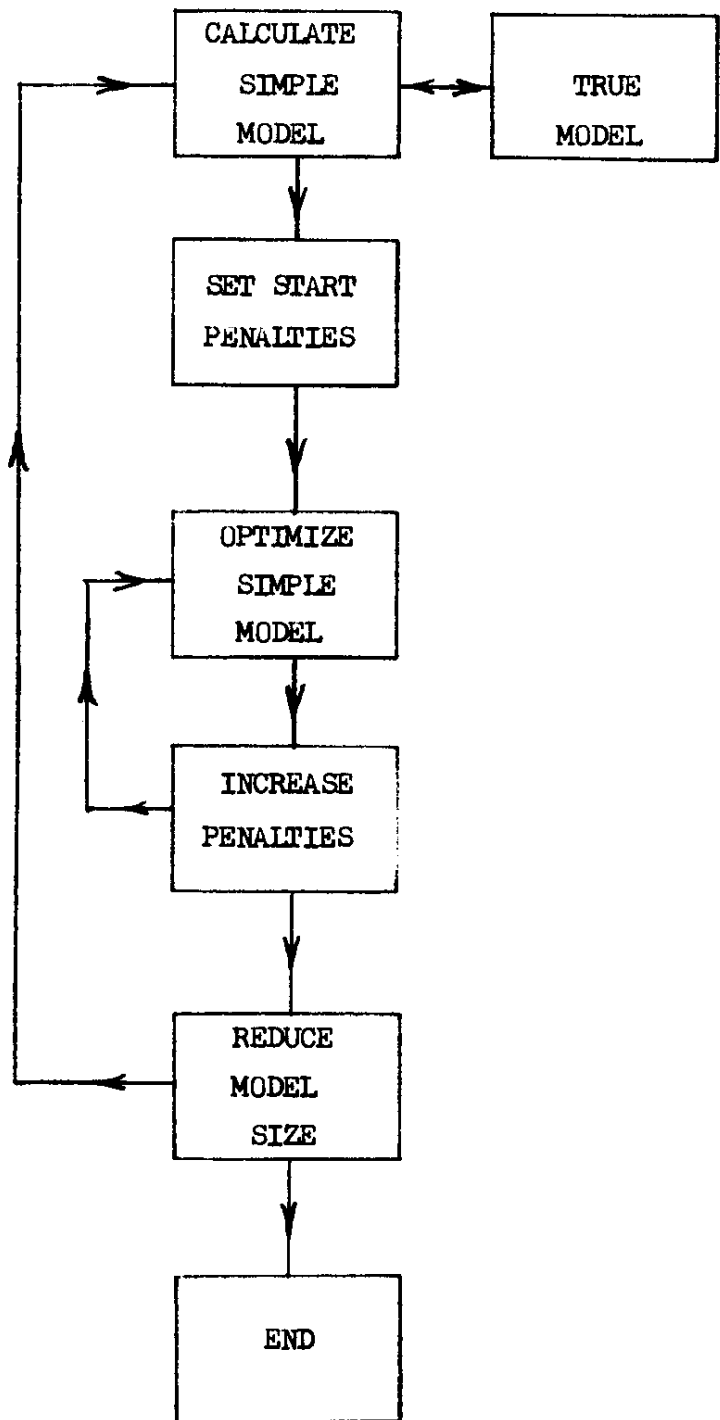 CALCULATE
SIMPLE
MODEL
TRUE
MODEL
SET START
PENALTIES
OPTIMIZE
SIMPLE
MODEL
INCREASE
PENALTIES
REDUCE
MODEL
SIZE
END